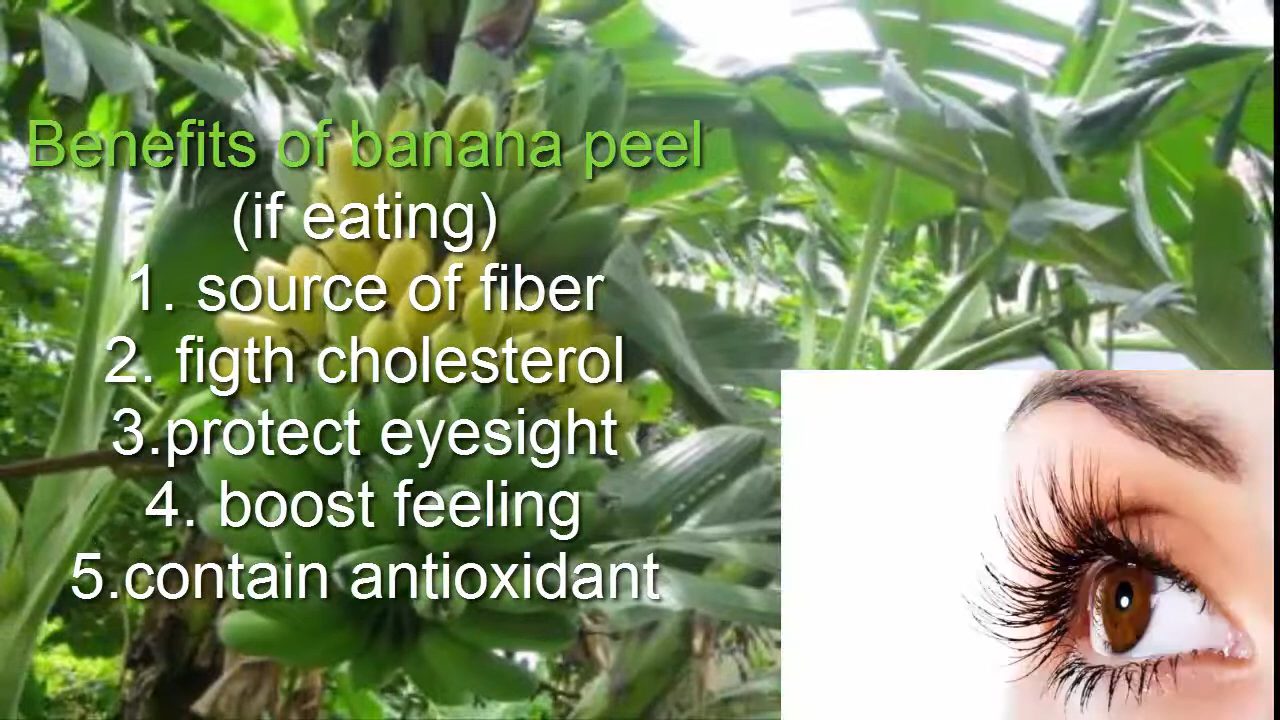 Benefits of banana peel
(if eating)
1. source of fiber
2. figth cholesterol
3.protect eyesight
4. boost feeling
5.contain antioxidant